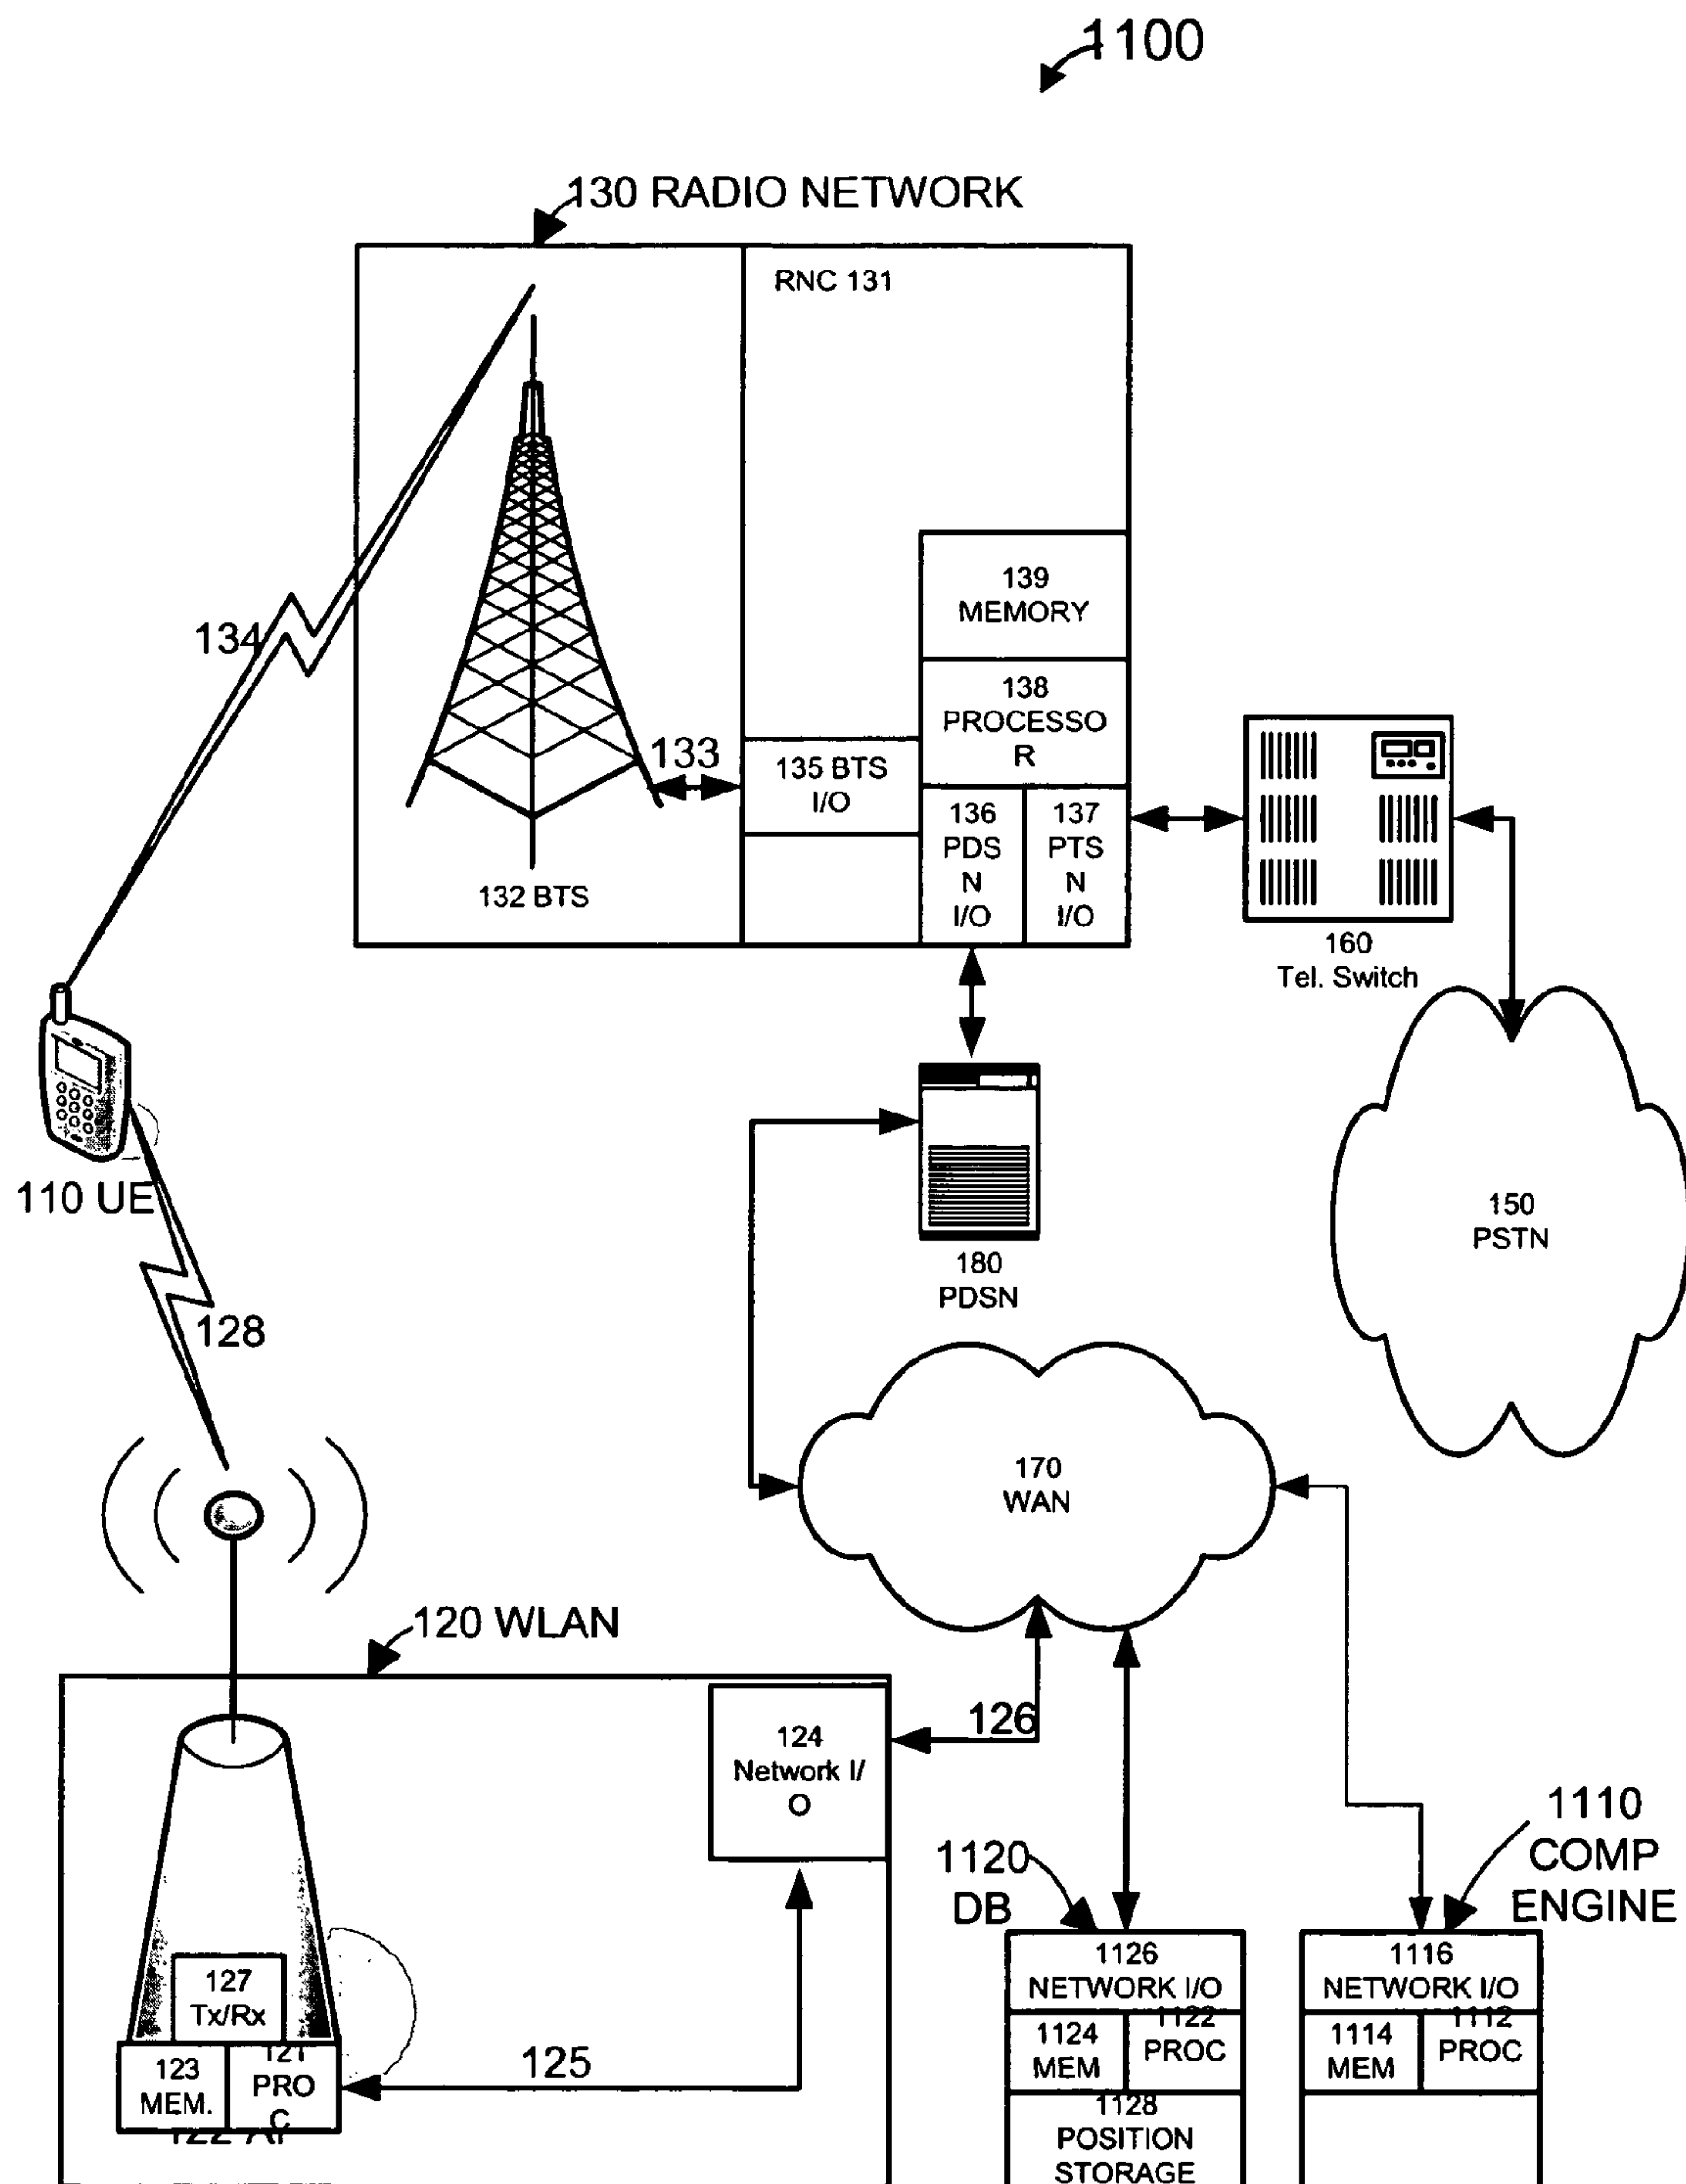 1100
130 RADIO NETWORK
RNC 131
139
MEMORY
134
138
PROCESSO
R
133
135 BTS
I/O
136
PDS
N
I/O
137
PTS
N
I/O
132 BTS
160
Tel. Switch
110 UE
150
PSTN
180
PDSN
128
170
WAN
120 WLAN
126
124
Network I/
O
1110
COMP
ENGINE
1120
DB
1126
NETWORK I/O
1116
NETWORK I/O
127
Tx/Rx
1124
MEM
1122
PROC
1114
MEM
1112
PROC
123
MEM.
121
PRO
C
125
1128
POSITION
STORAGE
122 AP